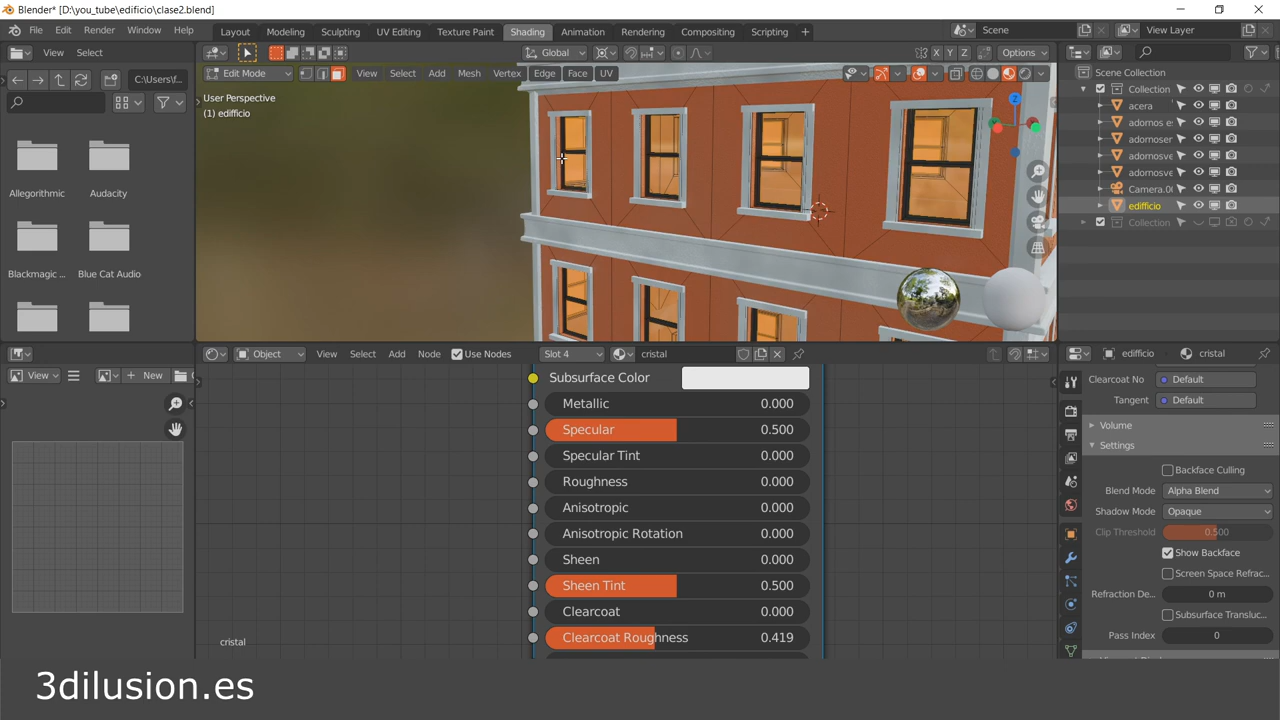 Blender* [D:\you_tube\edificio\clase2.blend]
File Edit Render Window Help
Layout Modeling Sculpting UV Editing Texture Paint Shading Animation Rendering Compositing Scripting +
Scene
View Layer
View Select
Global
Options
C:\Users\f...
Edit Mode
View Select Add Mesh Vertex Edge Face UV
X Y Z
User Perspective
(1) edifficio
Z
Scene Collection
Collection
acera
adornos e
adornoser
adornosve
adornosve
Camera.0
edifficio
Collection
Allegorithmic
Audacity
Blackmagic ...
Blue Cat Audio
Object
View Select Add Node
Use Nodes
Slot 4
cristal
View
New
edifficio
cristal
Subsurface Color
Metallic 0.000
Specular 0.500
Specular Tint 0.000
Roughness 0.000
Anisotropic 0.000
Anisotropic Rotation 0.000
Sheen 0.000
Sheen Tint 0.500
Clearcoat 0.000
Clearcoat Roughness 0.419
cristal
Clearcoat No Default
Tangent Default
Volume
Settings
Backface Culling
Blend Mode Alpha Blend
Shadow Mode Opaque
Clip Threshold 0.500
Show Backface
Screen Space Refrac...
Refraction De... 0 m
Subsurface Transluc...
Pass Index 0
3dilusion.es